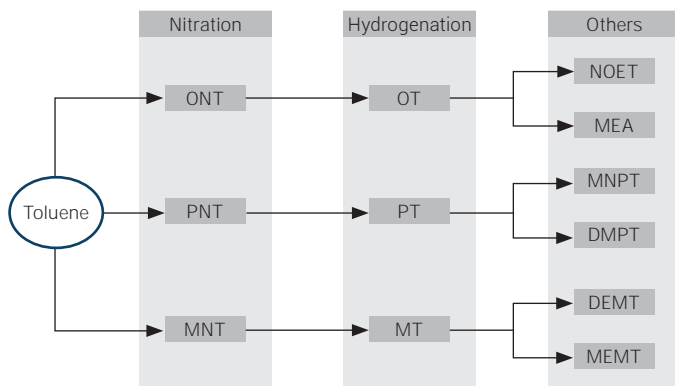 Nitration
Hydrogenation
Others
Toluene
ONT
OT
NOET
MEA
PNT
PT
MNPT
DMPT
MNT
MT
DEMT
MEMT